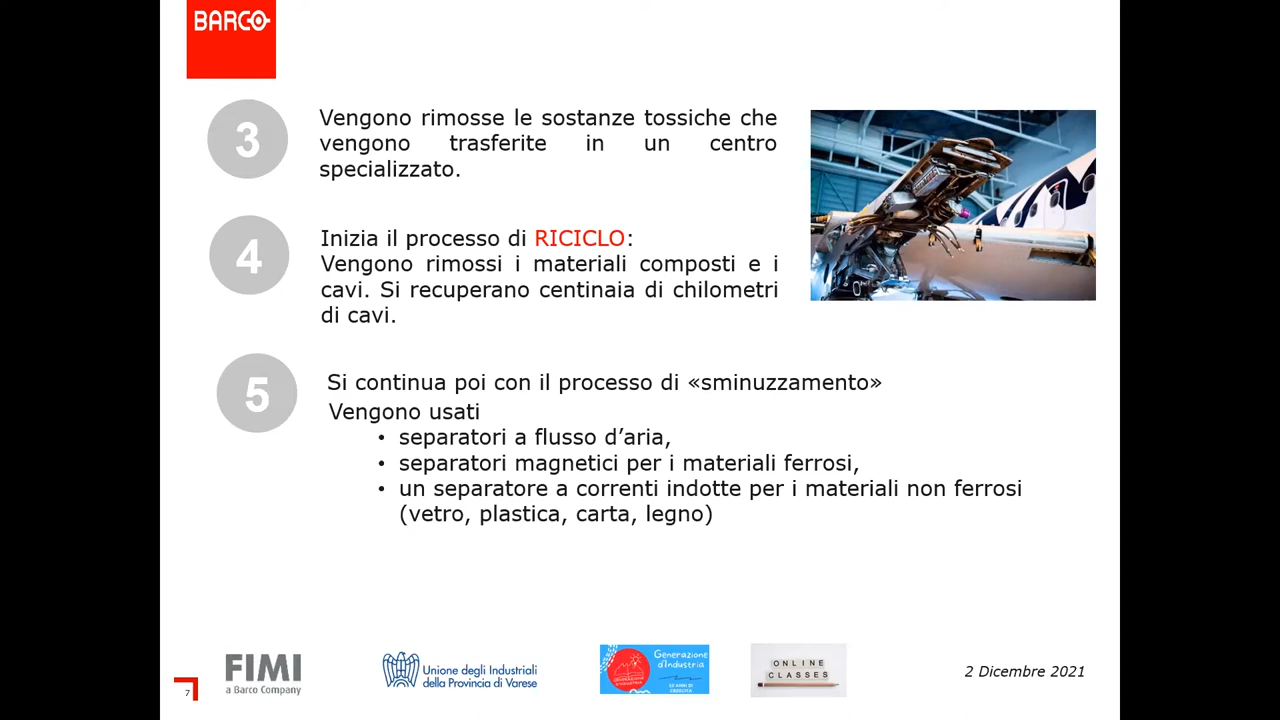 BARCO
3
Vengono rimosse le sostanze tossiche che
vengono trasferite in un centro
specializzato.
4
Inizia il processo di RICICLO:
Vengono rimossi i materiali composti e i
cavi. Si recuperano centinaia di chilometri
di cavi.
5
Si continua poi con il processo di «sminuzzamento»
Vengono usati
• separatori a flusso d’aria,
• separatori magnetici per i materiali ferrosi,
• un separatore a correnti indotte per i materiali non ferrosi
(vetro, plastica, carta, legno)
7
FIMI
a Barco Company
Unione degli Industriali
della Provincia di Varese
Generazione
d'Industria
ONLINE
CLASSES
2 Dicembre 2021